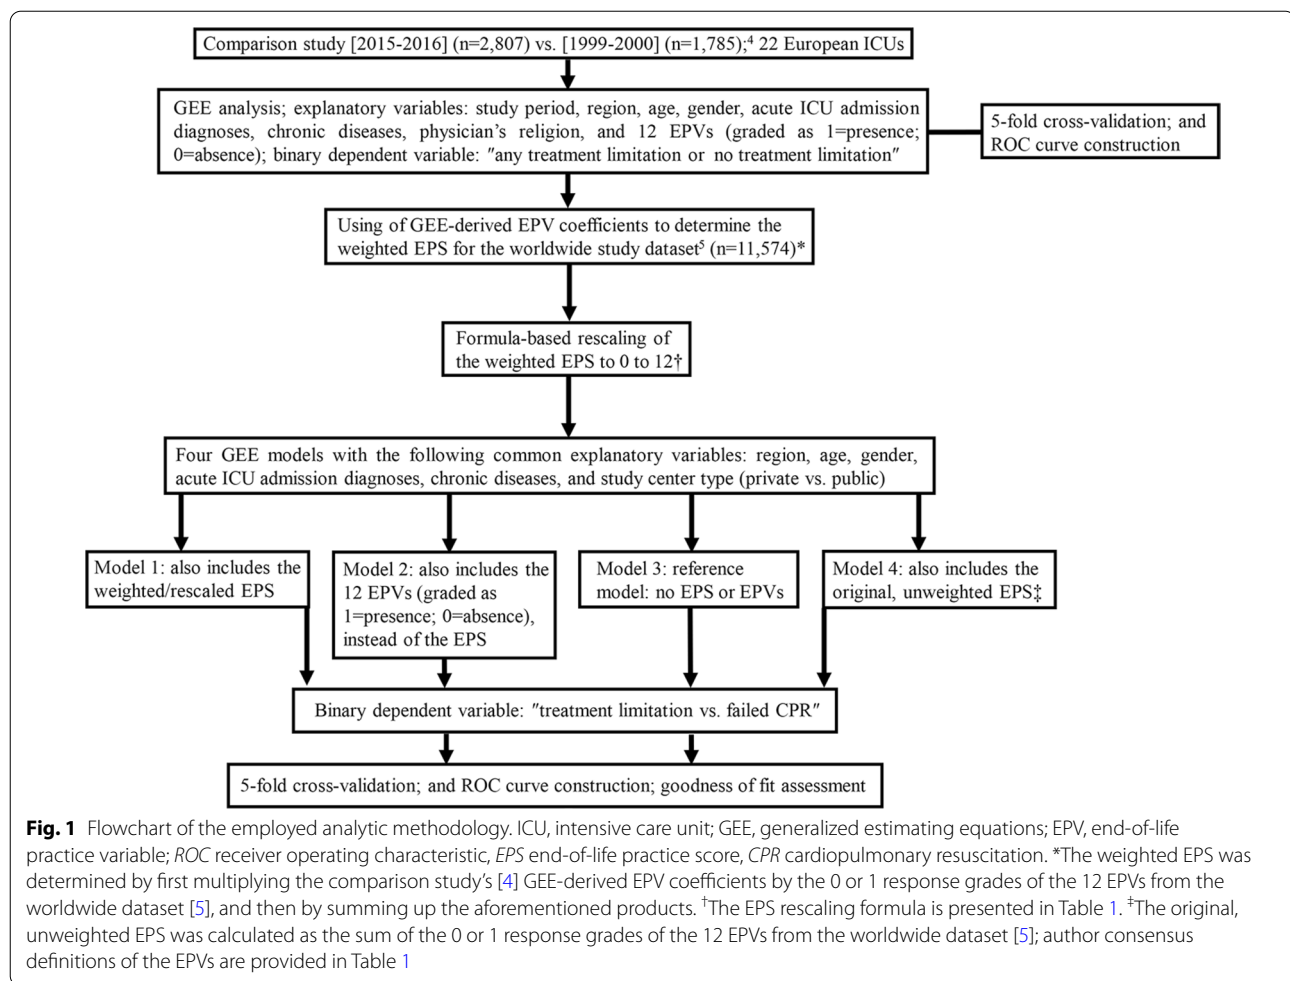 Comparison study [2015-2016] (n=2,807) vs. [1999-2000] (n=1,785);⁴ 22 European ICUs
GEE analysis; explanatory variables: study period, region, age, gender, acute ICU admission
diagnoses, chronic diseases, physician's religion, and 12 EPVs (graded as 1=presence;
0=absence); binary dependent variable: "any treatment limitation or no treatment limitation"
5-fold cross-validation; and
ROC curve construction
Using of GEE-derived EPV coefficients to determine the
weighted EPS for the worldwide study dataset⁵ (n=11,574)*
Formula-based rescaling of
the weighted EPS to 0 to 12†
Four GEE models with the following common explanatory variables: region, age, gender,
acute ICU admission diagnoses, chronic diseases, and study center type (private vs. public)
Model 1: also includes the
weighted/rescaled EPS
Model 2: also includes the
12 EPVs (graded as
1=presence; 0=absence),
instead of the EPS
Model 3: reference
model: no EPS or EPVs
Model 4: also includes the
original, unweighted EPS‡
Binary dependent variable: "treatment limitation vs. failed CPR"
5-fold cross-validation; and ROC curve construction; goodness of fit assessment
Fig. 1 Flowchart of the employed analytic methodology. ICU, intensive care unit; GEE, generalized estimating equations; EPV, end-of-life
practice variable; ROC receiver operating characteristic, EPS end-of-life practice score, CPR cardiopulmonary resuscitation. *The weighted EPS was
determined by first multiplying the comparison study's [4] GEE-derived EPV coefficients by the 0 or 1 response grades of the 12 EPVs from the
worldwide dataset [5], and then by summing up the aforementioned products. †The EPS rescaling formula is presented in Table 1. ‡The original,
unweighted EPS was calculated as the sum of the 0 or 1 response grades of the 12 EPVs from the worldwide dataset [5]; author consensus
definitions of the EPVs are provided in Table 1